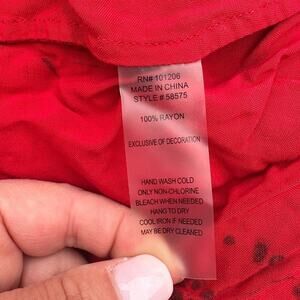 RN# 101206
MADE IN CHINA
STYLE # 58575
100% RAYON
EXCLUSIVE OF DECORATION
HAND WASH COLD
ONLY NON-CHLORINE
BLEACH WHEN NEEDED
HANG TO DRY
COOL IRON IF NEEDED
MAY BE DRY CLEANED